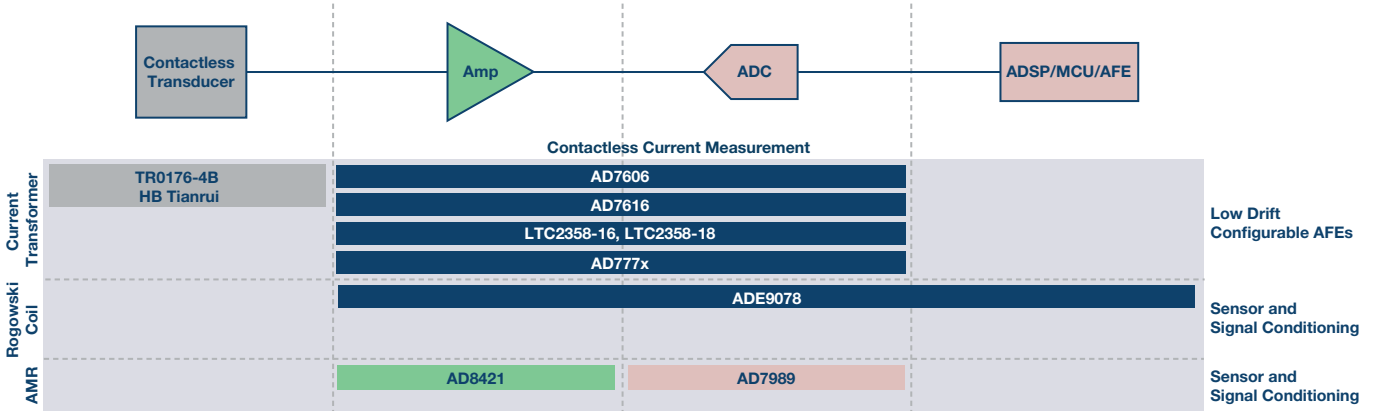 Contactless
Transducer
Amp
ADC
ADSP/MCU/AFE
Contactless Current Measurement
Current
Transformer
TR0176-4B
HB Tianrui
AD7606
AD7616
LTC2358-16, LTC2358-18
AD777x
Low Drift
Configurable AFEs
Rogowski
Coil
ADE9078
Sensor and
Signal Conditioning
AMR
AD8421
AD7989
Sensor and
Signal Conditioning